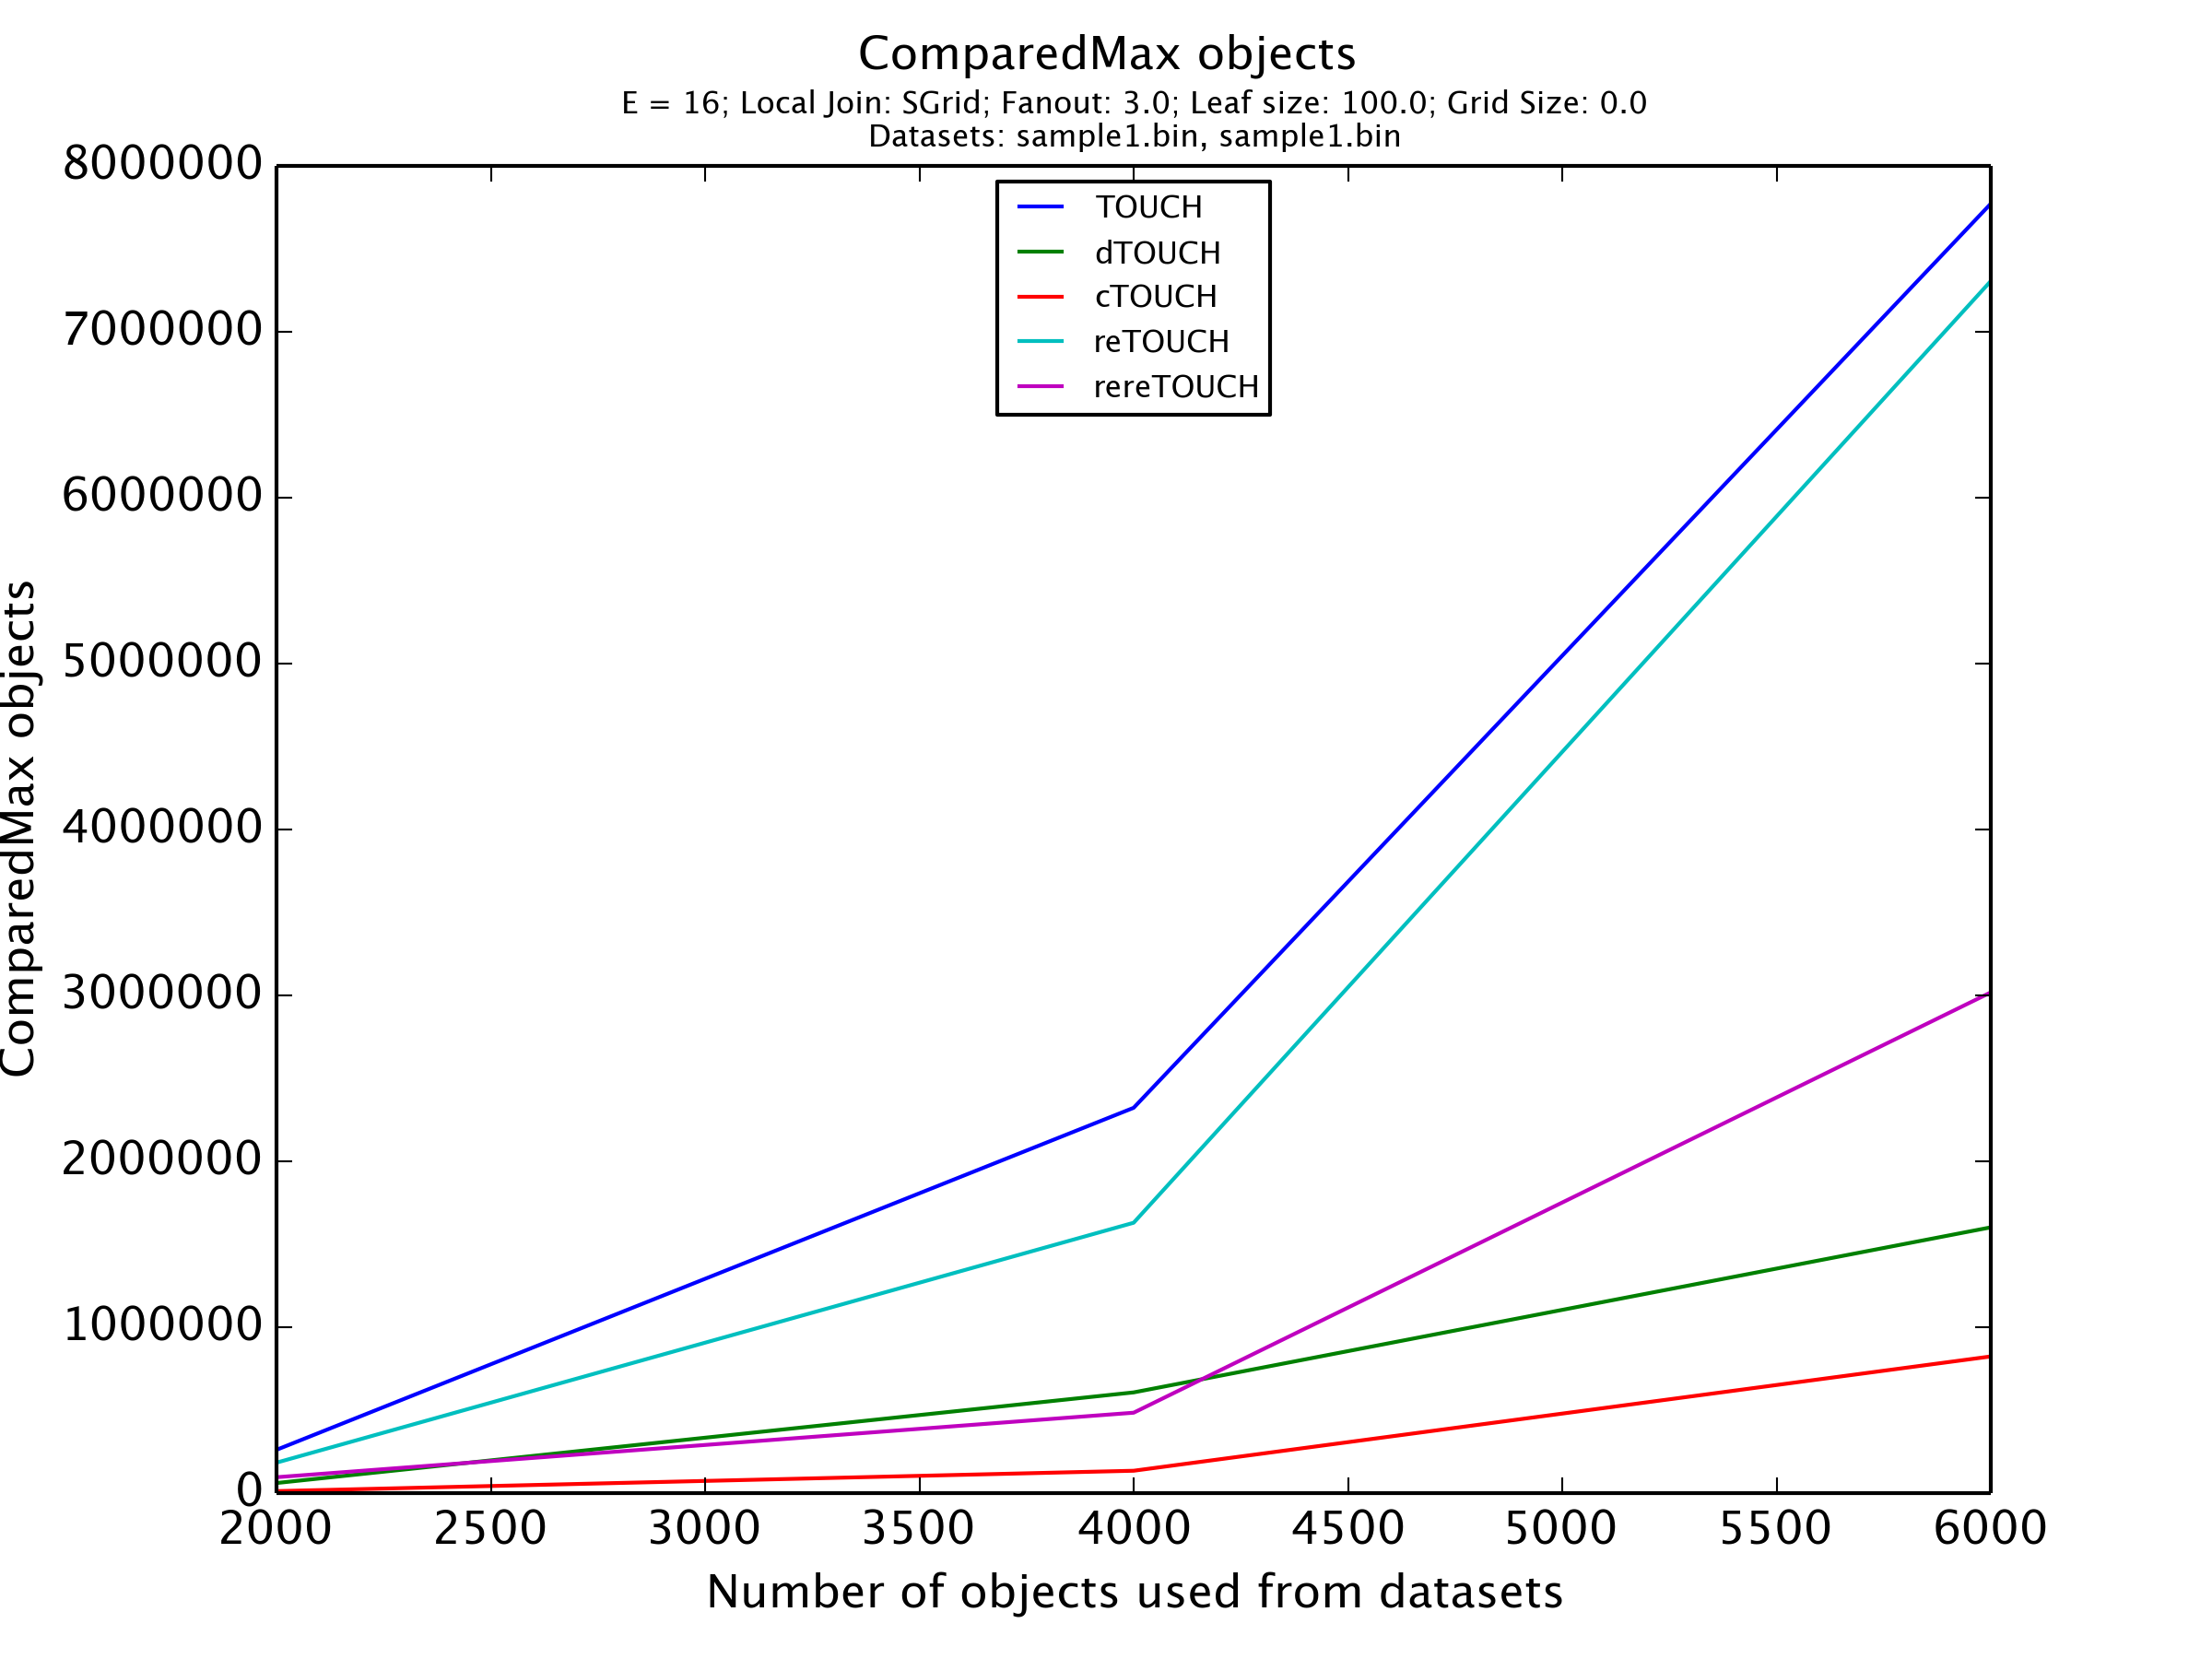 ComparedMax objects
E = 16; Local Join: SGrid; Fanout: 3.0; Leaf size: 100.0; Grid Size: 0.0
Datasets: sample1.bin, sample1.bin
TOUCH
dTOUCH
cTOUCH
reTOUCH
rereTOUCH
8000000
7000000
6000000
5000000
4000000
3000000
2000000
1000000
0
ComparedMax objects
2000 2500 3000 3500 4000 4500 5000 5500 6000
Number of objects used from datasets